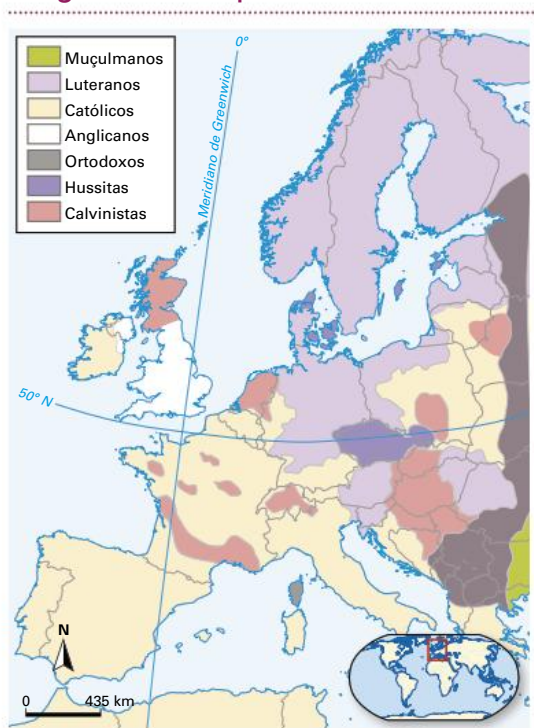 Muçulmanos
Luteranos
Católicos
Anglicanos
Ortodoxos
Hussitas
Calvinistas
0°
Meridiano de Greenwich
50° N
N
0 435 km